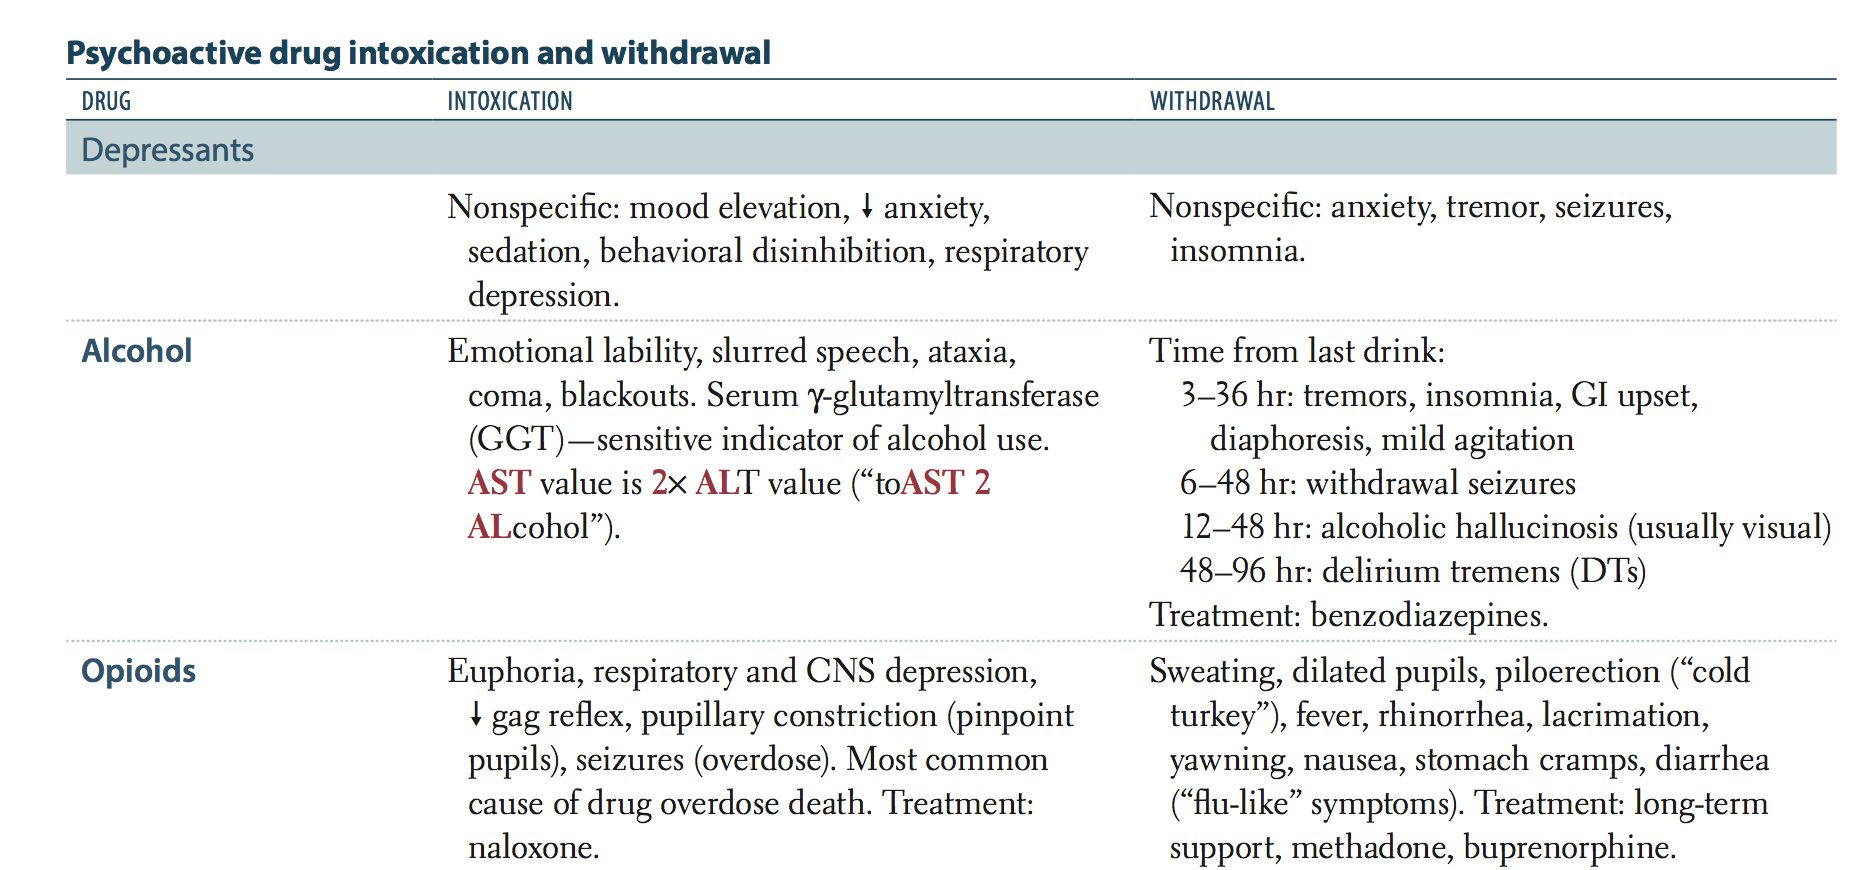 Psychoactive drug intoxication and withdrawal
DRUG INTOXICATION WITHDRAWAL
Depressants
Nonspecific: mood elevation, ↓ anxiety,
sedation, behavioral disinhibition, respiratory
depression.
Nonspecific: anxiety, tremor, seizures,
insomnia.
Alcohol
Emotional lability, slurred speech, ataxia,
coma, blackouts. Serum γ-glutamyltransferase
(GGT)—sensitive indicator of alcohol use.
AST value is 2× ALT value (“toAST 2
ALcohol”).
Time from last drink:
3–36 hr: tremors, insomnia, GI upset,
diaphoresis, mild agitation
6–48 hr: withdrawal seizures
12–48 hr: alcoholic hallucinosis (usually visual)
48–96 hr: delirium tremens (DTs)
Treatment: benzodiazepines.
Opioids
Euphoria, respiratory and CNS depression,
↓ gag reflex, pupillary constriction (pinpoint
pupils), seizures (overdose). Most common
cause of drug overdose death. Treatment:
naloxone.
Sweating, dilated pupils, piloerection (“cold
turkey”), fever, rhinorrhea, lacrimation,
yawning, nausea, stomach cramps, diarrhea
(“flu-like” symptoms). Treatment: long-term
support, methadone, buprenorphine.